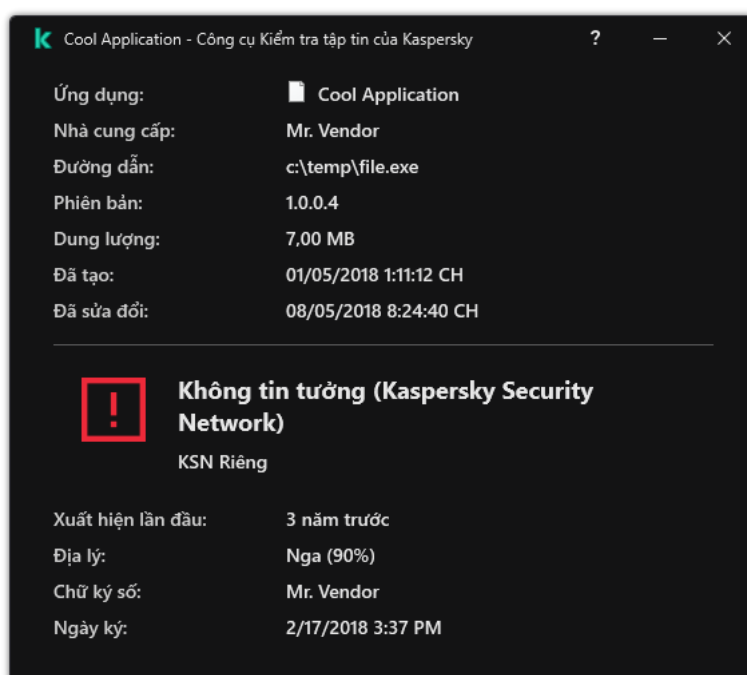 Cool Application - Công cụ Kiểm tra tập tin của Kaspersky ?
Ứng dụng: Cool Application
Nhà cung cấp: Mr. Vendor
Đường dẫn: c:\temp\file.exe
Phiên bản: 1.0.0.4
Dung lượng: 7,00 MB
Đã tạo: 01/05/2018 1:11:12 CH
Đã sửa đổi: 08/05/2018 8:24:40 CH
! Không tin tưởng (Kaspersky Security
Network)
KSN Riêng
Xuất hiện lần đầu: 3 năm trước
Địa lý: Nga (90%)
Chữ ký số: Mr. Vendor
Ngày ký: 2/17/2018 3:37 PM